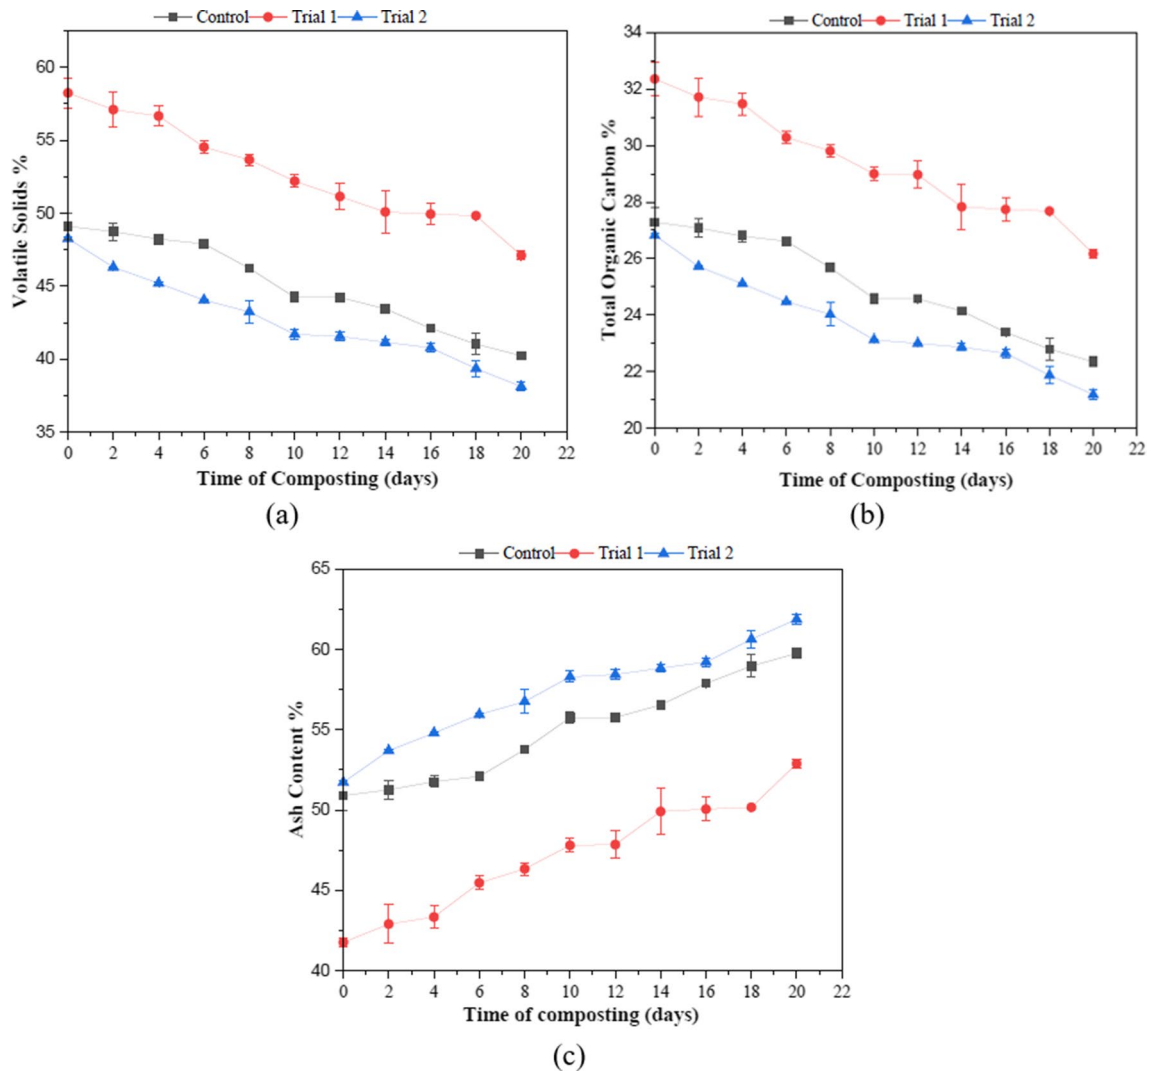 Control Trial 1 Trial 2
60
55
50
45
40
35
Volatile Solids %
0 2 4 6 8 10 12 14 16 18 20 22
Time of Composting (days)
(a)
Control Trial 1 Trial 2
34
32
30
28
26
24
22
20
Total Organic Carbon %
0 2 4 6 8 10 12 14 16 18 20 22
Time of Composting (days)
(b)
Control Trial 1 Trial 2
65
60
55
50
45
40
Ash Content %
0 2 4 6 8 10 12 14 16 18 20 22
Time of composting (days)
(c)